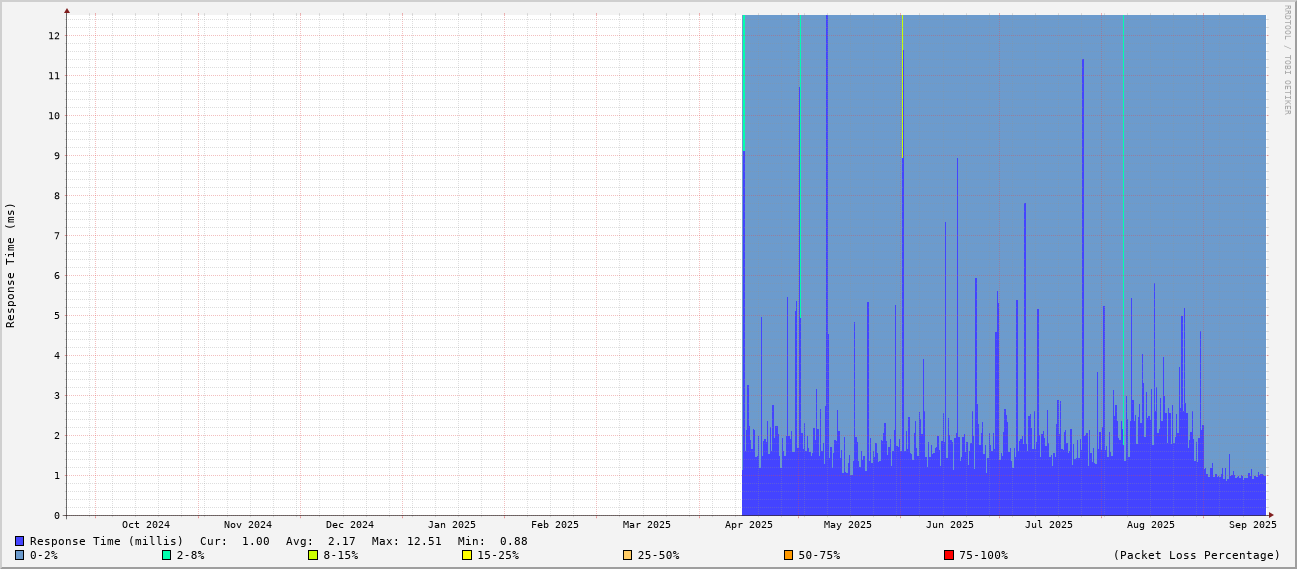 RRDTOOL / TOBI OETIKER
Response Time (ms)
12
11
10
9
8
7
6
5
4
3
2
1
0
Oct 2024 Nov 2024 Dec 2024 Jan 2025 Feb 2025 Mar 2025 Apr 2025 May 2025 Jun 2025 Jul 2025 Aug 2025 Sep 2025
Response Time (millis) Cur: 1.00 Avg: 2.17 Max: 12.51 Min: 0.88
0-2% 2-8% 8-15% 15-25% 25-50% 50-75% 75-100% (Packet Loss Percentage)